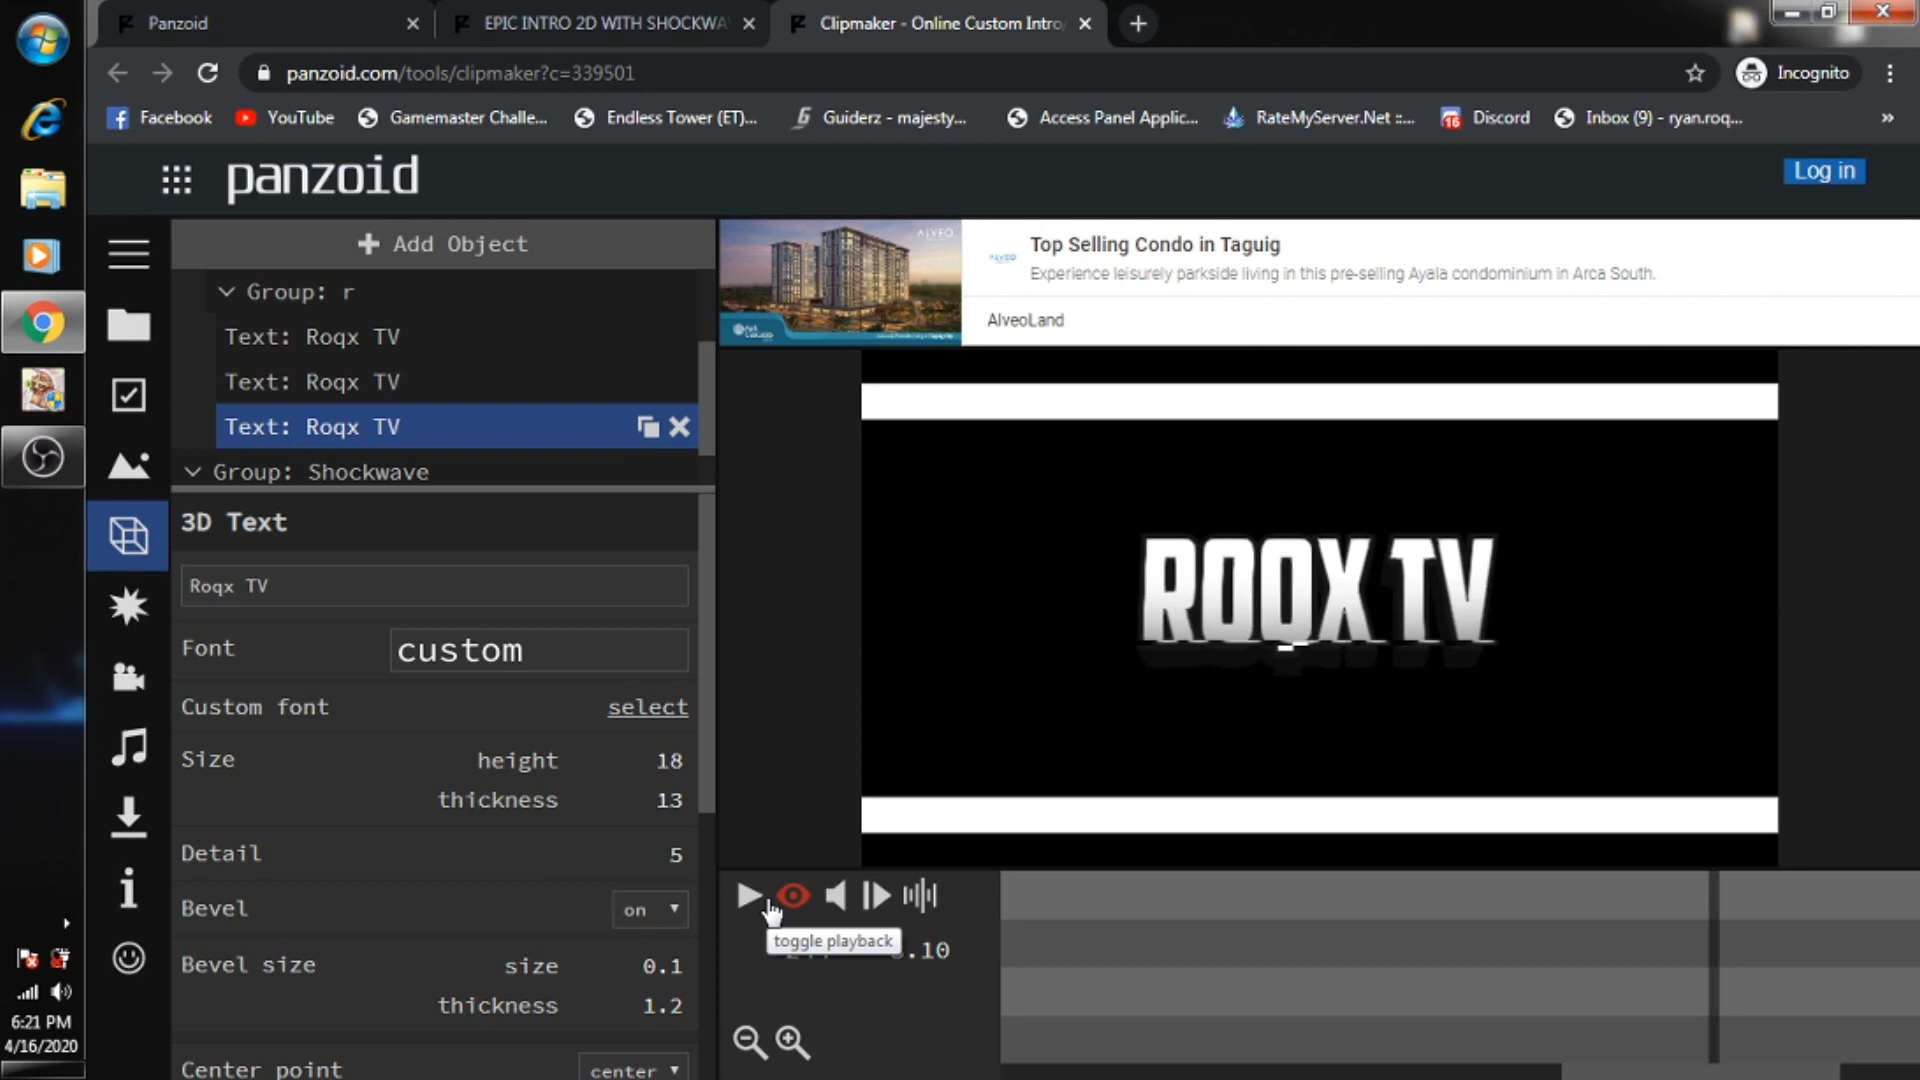 Panzoid
EPIC INTRO 2D WITH SHOCKWA
Clipmaker - Online Custom Intro
panzoid.com/tools/clipmaker?c=339501
Incognito
Facebook
YouTube
Gamemaster Challe...
Endless Tower (ET)...
Guiderz - majesty...
Access Panel Applic...
RateMyServer.Net ::...
16
Discord
Inbox (9) - ryan.roq...
»
panzoid
Log in
Add Object
Group: r
Text: Roqx TV
Text: Roqx TV
Text: Roqx TV
Group: Shockwave
3D Text
Roqx TV
Font custom
Custom font select
Size height 18
thickness 13
Detail 5
Bevel on
Bevel size size 0.1
thickness 1.2
Center point center
ALVEO
ALVEO
Top Selling Condo in Taguig
Experience leisurely parkside living in this pre-selling Ayala condominium in Arca South.
AlveoLand
ROQX TV
toggle playback
.10
6:21 PM
4/16/2020